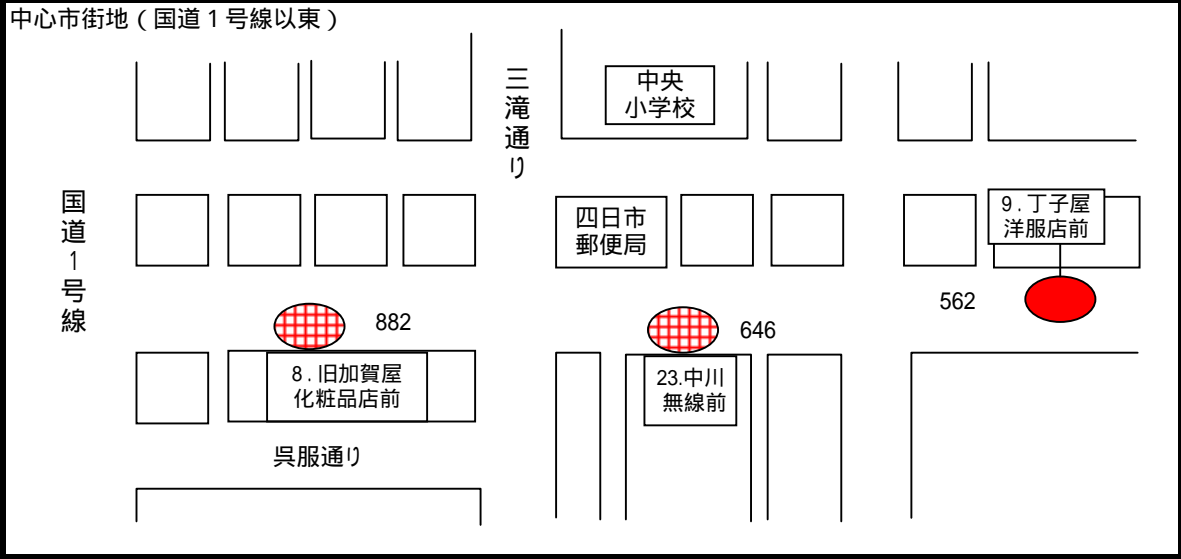 中心市街地（国道１号線以東）
三滝通り
中央
小学校
国道１号線
四日市
郵便局
9.丁子屋
洋服店前
562
882
646
8.旧加賀屋
化粧品店前
23.中川
無線前
呉服通り